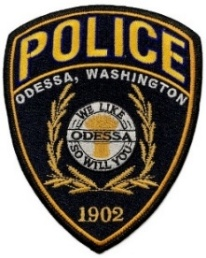 POLICE
ODESSA, WASHINGTON
WE LIKE
ODESSA
SO WILL YOU
1902